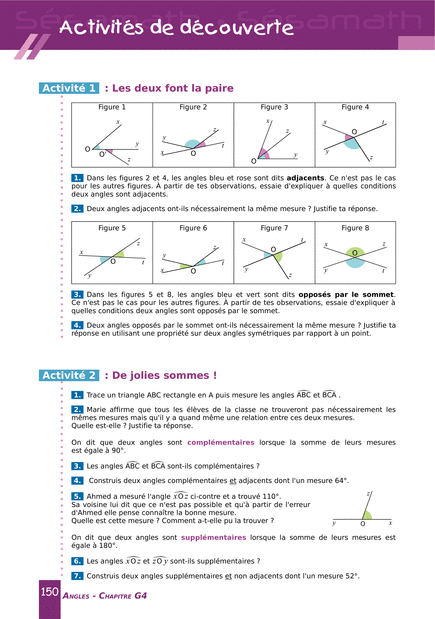 Sésamath Sésamath
Activités de découverte
Activité 1 : Les deux font la paire
Figure 1 Figure 2 Figure 3 Figure 4
x O O' y z
y x z t O
x z y O
x t O y z
1. Dans les figures 2 et 4, les angles bleu et rose sont dits adjacents. Ce n'est pas le cas
pour les autres figures. À partir de tes observations, essaie d'expliquer à quelles conditions
deux angles sont adjacents.
2. Deux angles adjacents ont-ils nécessairement la même mesure ? Justifie ta réponse.
Figure 5 Figure 6 Figure 7 Figure 8
x z O t y
y z x O t
x t O y z
x z O y t
3. Dans les figures 5 et 8, les angles bleu et vert sont dits opposés par le sommet.
Ce n'est pas le cas pour les autres figures. À partir de tes observations, essaie d'expliquer à
quelles conditions deux angles sont opposés par le sommet.
4. Deux angles opposés par le sommet ont-ils nécessairement la même mesure ? Justifie ta
réponse en utilisant une propriété sur deux angles symétriques par rapport à un point.
Activité 2 : De jolies sommes !
1. Trace un triangle ABC rectangle en A puis mesure les angles ABC et BCA .
2. Marie affirme que tous les élèves de la classe ne trouveront pas nécessairement les
mêmes mesures mais qu'il y a quand même une relation entre ces deux mesures.
Quelle est-elle ? Justifie ta réponse.
On dit que deux angles sont complémentaires lorsque la somme de leurs mesures
est égale à 90°.
3. Les angles ABC et BCA sont-ils complémentaires ?
4. Construis deux angles complémentaires et adjacents dont l'un mesure 64°.
5. Ahmed a mesuré l'angle xOz ci-contre et a trouvé 110°.
Sa voisine lui dit que ce n'est pas possible et qu'à partir de l'erreur
d'Ahmed elle pense connaître la bonne mesure.
Quelle est cette mesure ? Comment a-t-elle pu la trouver ?
z y O x
On dit que deux angles sont supplémentaires lorsque la somme de leurs mesures est
égale à 180°.
6. Les angles xOz et zOy sont-ils supplémentaires ?
7. Construis deux angles supplémentaires et non adjacents dont l'un mesure 52°.
150 ANGLES - CHAPITRE G4